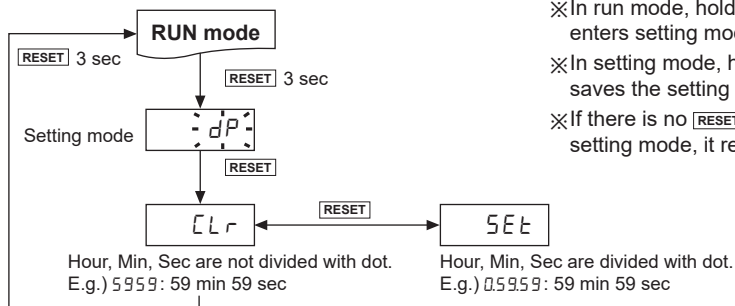 RUN mode
RESET 3 sec
RESET 3 sec
Setting mode
dP
RESET
CLr
RESET
SEt
Hour, Min, Sec are not divided with dot.
E.g.) 5959: 59 min 59 sec
Hour, Min, Sec are divided with dot.
E.g.) 0.59.59: 59 min 59 sec
※In run mode, hold
enters setting mo
※In setting mode, h
saves the setting
※If there is no RESET
setting mode, it re